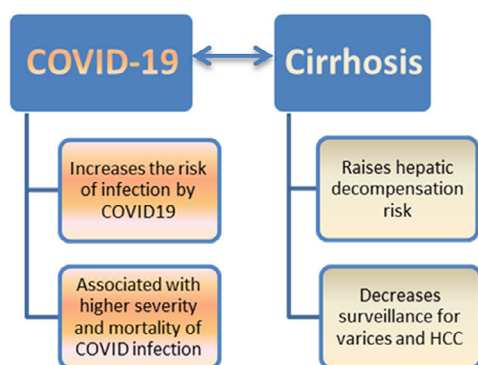 COVID-19
Cirrhosis
Increases the risk
of infection by
COVID19
Associated with
higher severity
and mortality of
COVID infection
Raises hepatic
decompensation
risk
Decreases
surveillance for
varices and HCC